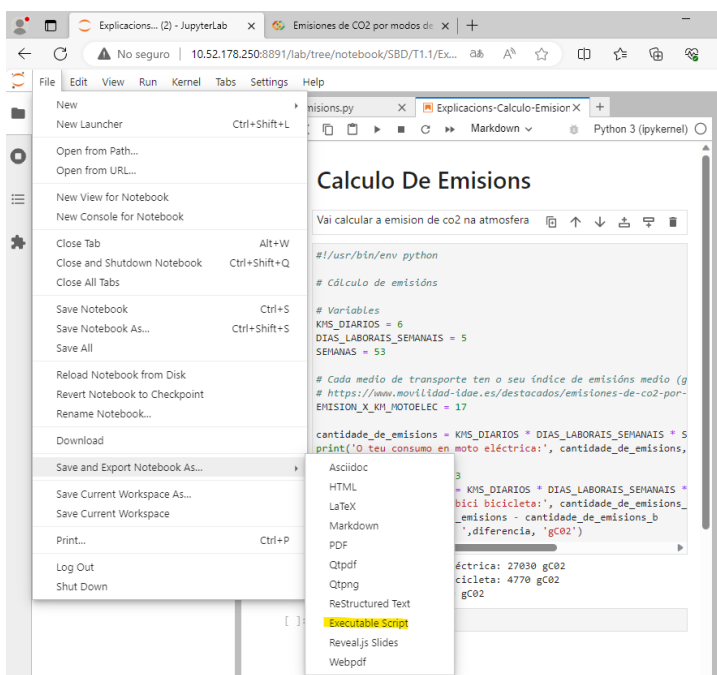 Explicacions... (2) - JupyterLab
Emisiones de CO2 por modos de
No seguro
10.52.178.250:8891/lab/tree/notebook/SBD/T1.1/Ex...
File Edit View Run Kernel Tabs Settings Help
New
New Launcher Ctrl+Shift+L
Open from Path...
Open from URL...
New View for Notebook
New Console for Notebook
Close Tab Alt+W
Close and Shutdown Notebook Ctrl+Shift+Q
Close All Tabs
Save Notebook Ctrl+S
Save Notebook As... Ctrl+Shift+S
Save All
Reload Notebook from Disk
Revert Notebook to Checkpoint
Rename Notebook...
Download
Save and Export Notebook As...
Save Current Workspace As...
Save Current Workspace
Print... Ctrl+P
Log Out
Shut Down
Asciidoc
HTML
LaTeX
Markdown
PDF
Qtpdf
Qtpng
ReStructured Text
Executable Script
Reveal.js Slides
Webpdf
misions.py
Explicacions-Calculo-Emision
Markdown
Python 3 (ipykernel)
Calculo De Emisions
Vai calcular a emision de co2 na atmosfera
#!/usr/bin/env python
# Cálculo de emisións
# Variables
KMS_DIARIOS = 6
DIAS_LABORAIS_SEMANAIS = 5
SEMANAS = 53
# Cada medio de transporte ten o seu índice de emisións medio (g
# https://www.movilidad-idae.es/destacados/emisiones-de-co2-por-
EMISION_X_KM_MOTOELEC = 17
cantidade_de_emisions = KMS_DIARIOS * DIAS_LABORAIS_SEMANAIS * S
print('O teu consumo en moto eléctrica:', cantidade_de_emisions,
3
= KMS_DIARIOS * DIAS_LABORAIS_SEMANAIS *
bici bicicleta:', cantidade_de_emisions_
_emisions - cantidade_de_emisions_b
',diferencia, 'gCO2')
éctrica: 27030 gCO2
cicleta: 4770 gCO2
gCO2
[ ]: